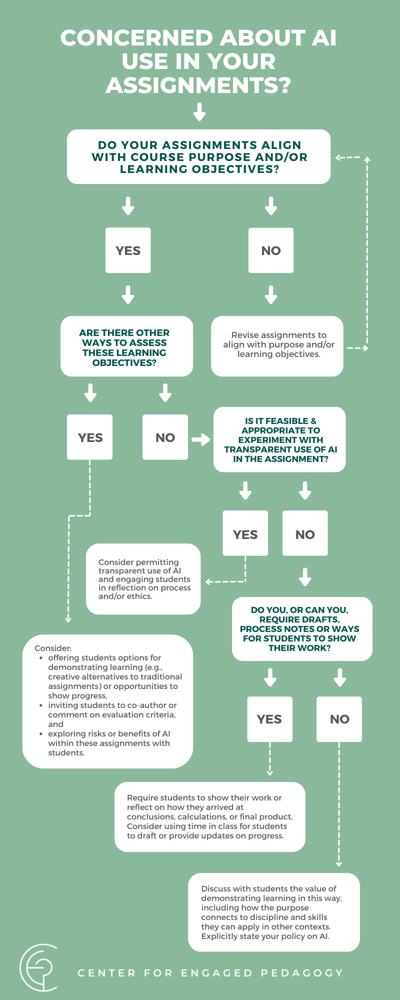 CONCERNED ABOUT AI
USE IN YOUR
ASSIGNMENTS?
DO YOUR ASSIGNMENTS ALIGN
WITH COURSE PURPOSE AND/OR
LEARNING OBJECTIVES?
YES
NO
ARE THERE OTHER
WAYS TO ASSESS
THESE LEARNING
OBJECTIVES?
Revise assignments to
align with purpose and/or
learning objectives.
YES
NO
IS IT FEASIBLE &
APPROPRIATE TO
EXPERIMENT WITH
TRANSPARENT USE OF AI
IN THE ASSIGNMENT?
YES
NO
Consider permitting
transparent use of AI
and engaging students
in reflection on process
and/or ethics.
DO YOU, OR CAN YOU,
REQUIRE DRAFTS,
PROCESS NOTES OR WAYS
FOR STUDENTS TO SHOW
THEIR WORK?
Consider:
• offering students options for
demonstrating learning (e.g.,
creative alternatives to traditional
assignments) or opportunities to
show progress,
• inviting students to co-author or
comment on evaluation criteria,
and
• exploring risks or benefits of AI
within these assignments with
students.
YES
NO
Require students to show their work or
reflect on how they arrived at
conclusions, calculations, or final product.
Consider using time in class for students
to draft or provide updates on progress.
Discuss with students the value of
demonstrating learning in this way,
including how the purpose
connects to discipline and skills
they can apply in other contexts.
Explicitly state your policy on AI.
CENTER FOR ENGAGED PEDAGOGY